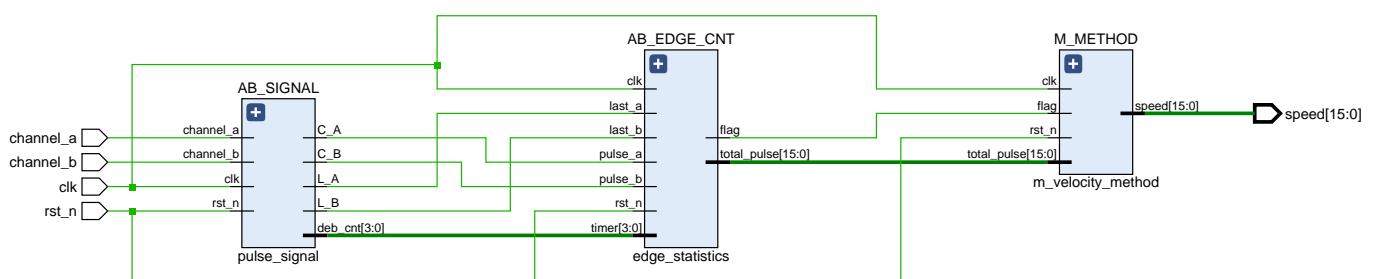 AB_SIGNAL
channel_a
channel_b
clk
rst_n
channel_a
channel_b
clk
rst_n
C_A
C_B
L_A
L_B
deb_cnt[3:0]
pulse_signal
AB_EDGE_CNT
clk
last_a
last_b
pulse_a
pulse_b
rst_n
timer[3:0]
flag
total_pulse[15:0]
edge_statistics
M_METHOD
clk
flag
rst_n
total_pulse[15:0]
speed[15:0]
m_velocity_method
speed[15:0]